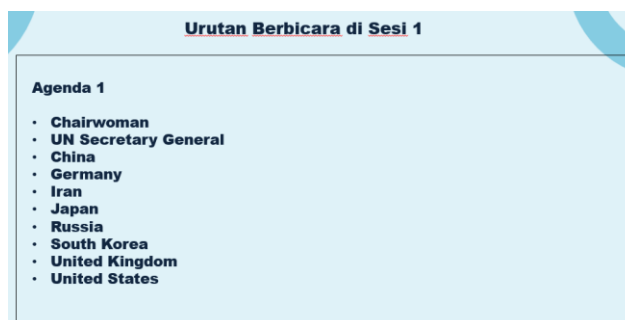 Urutan Berbicara di Sesi 1
Agenda 1
• Chairwoman
• UN Secretary General
• China
• Germany
• Iran
• Japan
• Russia
• South Korea
• United Kingdom
• United States